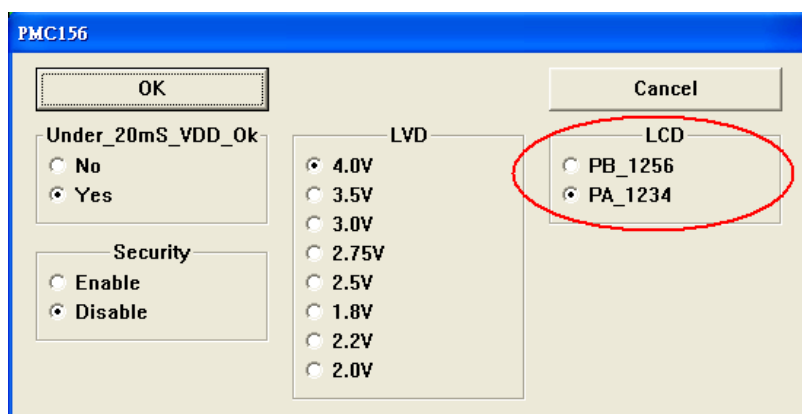 PMC156
OK
Cancel
Under_20mS_VDD_Ok
No
Yes
Security
Enable
Disable
LVD
4.0V
3.5V
3.0V
2.75V
2.5V
1.8V
2.2V
2.0V
LCD
PB_1256
PA_1234